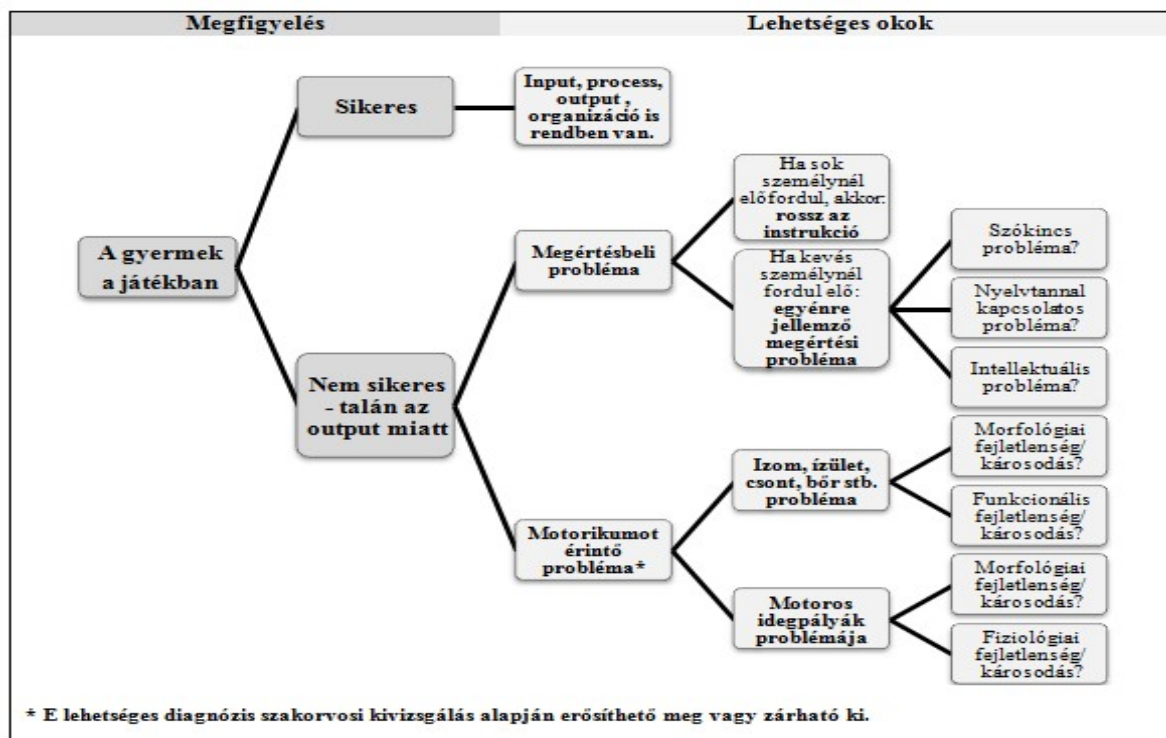 Megfigyelés
Lehetséges okok
A gyermek
a játékban
Sikeres
Input, process,
output ,
organizáció is
rendben van.
Nem sikeres
- talán az
output miatt
Megértésbeli
probléma
Ha sok
személynél
előfordul, akkor:
rossz az
instrukció
Ha kevés
személynél
fordul elő:
egyénre
jellemző
megértési
probléma
Szókincs
probléma?
Nyelvtannal
kapcsolatos
probléma?
Intellektuális
probléma?
Motorikumot
érintő
probléma*
Izom, ízület,
csont, bőr stb.
probléma
Morfológiai
fejletlenség/
károsodás?
Funkcionális
fejletlenség/
károsodás?
Motoros
idegpályák
problémája
Morfológiai
fejletlenség/
károsodás?
Fiziológiai
fejletlenség/
károsodás?
* E lehetséges diagnózis szakorvosi kivizsgálás alapján erősíthető meg vagy zárható ki.